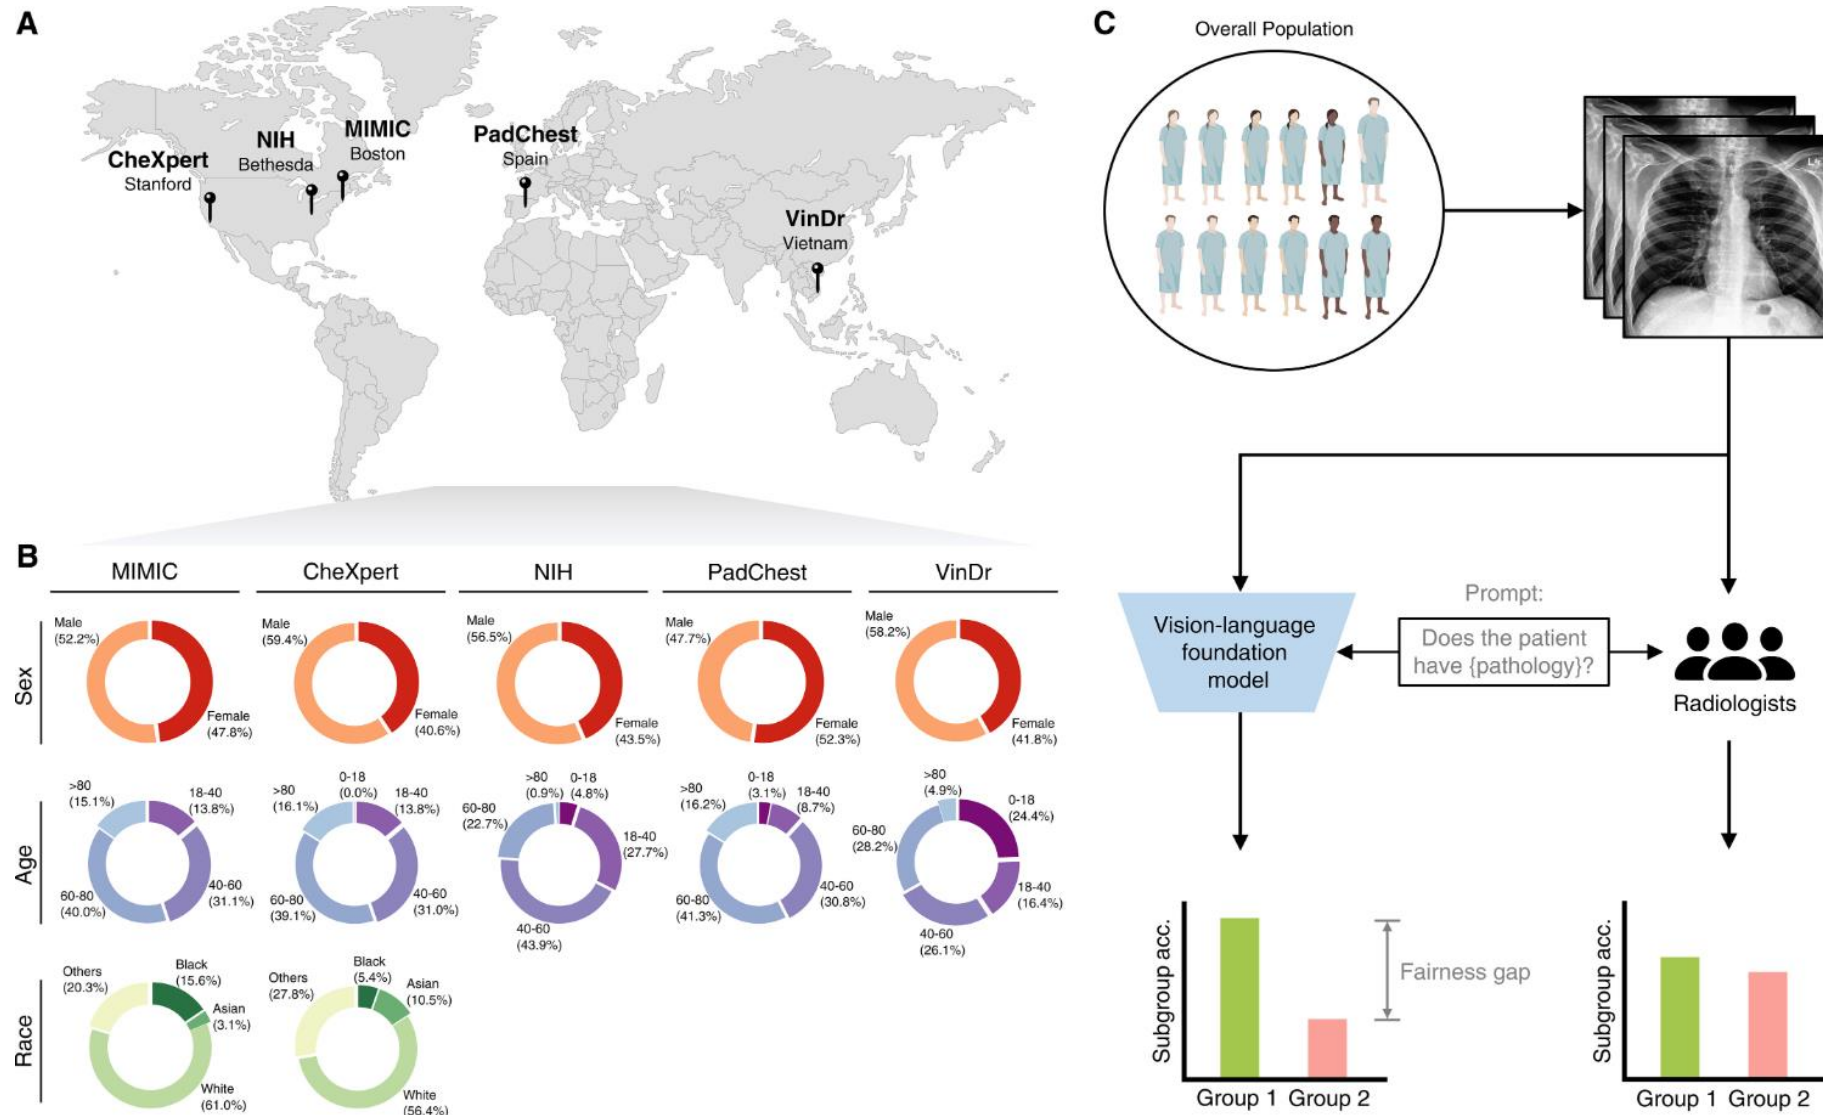 A
CheXpert
Stanford
NIH
Bethesda
MIMIC
Boston
PadChest
Spain
VinDr
Vietnam
B
MIMIC
CheXpert
NIH
PadChest
VinDr
Sex
Male
(52.2%)
Female
(47.8%)
Male
(59.4%)
Female
(40.6%)
Male
(56.5%)
Female
(43.5%)
Male
(47.7%)
Female
(52.3%)
Male
(58.2%)
Female
(41.8%)
Age
>80
(15.1%)
18-40
(13.8%)
60-80
(40.0%)
40-60
(31.1%)
>80
(16.1%)
0-18
(0.0%)
18-40
(13.8%)
60-80
(39.1%)
40-60
(31.0%)
>80
(0.9%)
0-18
(4.8%)
60-80
(22.7%)
18-40
(27.7%)
40-60
(43.9%)
>80
(16.2%)
0-18
(3.1%)
18-40
(8.7%)
60-80
(41.3%)
40-60
(30.8%)
>80
(4.9%)
0-18
(24.4%)
60-80
(28.2%)
18-40
(16.4%)
40-60
(26.1%)
Race
Others
(20.3%)
Black
(15.6%)
Asian
(3.1%)
White
(61.0%)
Others
(27.8%)
Black
(5.4%)
Asian
(10.5%)
White
(56.4%)
C
Overall Population
Vision-language
foundation
model
Prompt:
Does the patient
have {pathology}?
Radiologists
Subgroup acc.
Fairness gap
Group 1 Group 2
Subgroup acc.
Group 1 Group 2